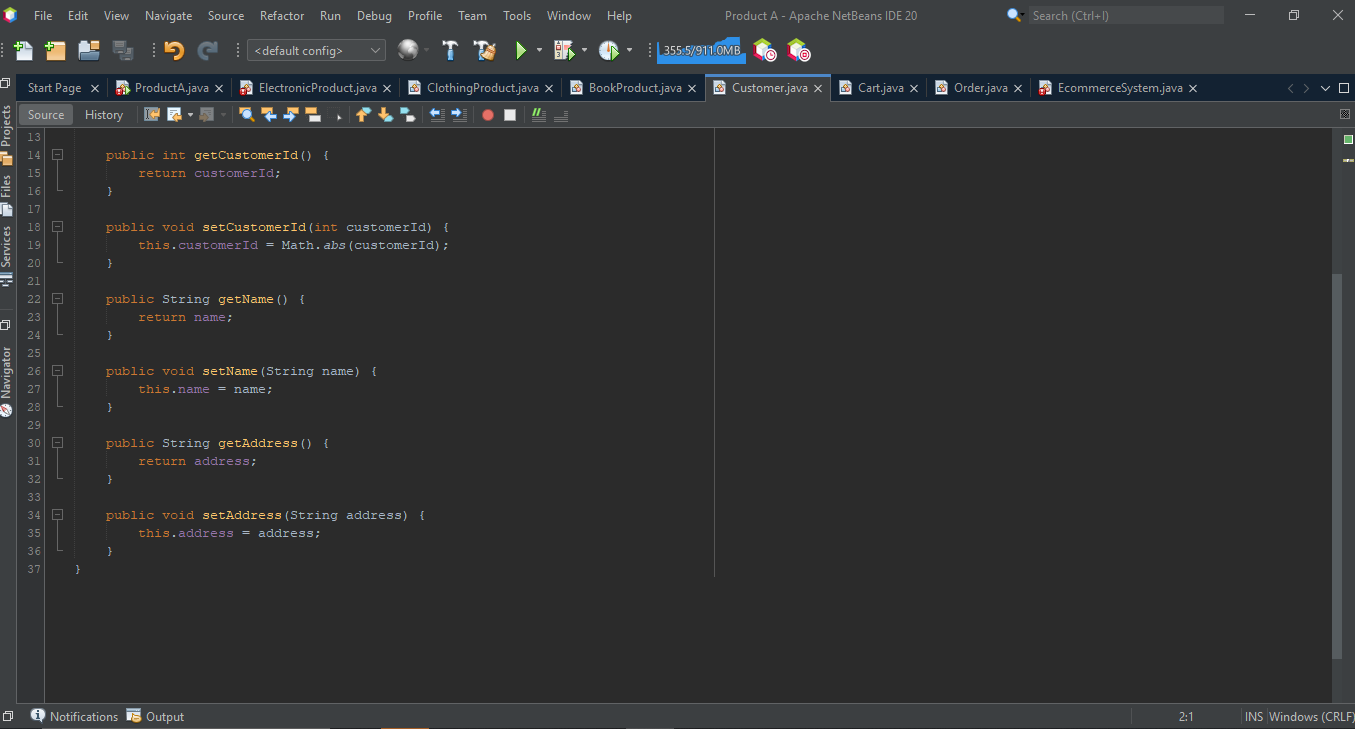 File Edit View Navigate Source Refactor Run Debug Profile Team Tools Window Help Product A - Apache NetBeans IDE 20 Search (Ctrl+I)
<default config> 355.5/911.0MB
Start Page ProductA.java ElectronicProduct.java ClothingProduct.java BookProduct.java Customer.java Cart.java Order.java EcommerceSystem.java
Source History
Projects
Files
Services
Navigator
13
14 public int getCustomerId() {
15 return customerId;
16 }
17
18 public void setCustomerId(int customerId) {
19 this.customerId = Math.abs(customerId);
20 }
21
22 public String getName() {
23 return name;
24 }
25
26 public void setName(String name) {
27 this.name = name;
28 }
29
30 public String getAddress() {
31 return address;
32 }
33
34 public void setAddress(String address) {
35 this.address = address;
36 }
37 }
Notifications Output 2:1 INS Windows (CRLF)